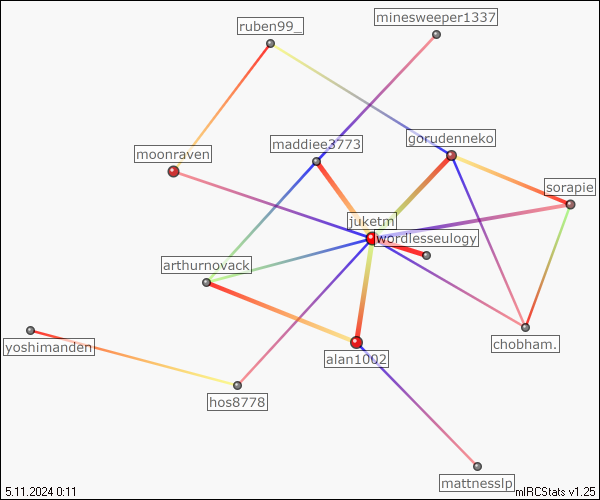 minesweeper1337
ruben99_
gorudenneko
maddiee3773
moonraven
sorapie
juketm
wordlesseulogy
arthurnovack
chobham.
yoshimanden
alan1002
hos8778
mattnesslp
5.11.2024 0:11
mIRCStats v1.25